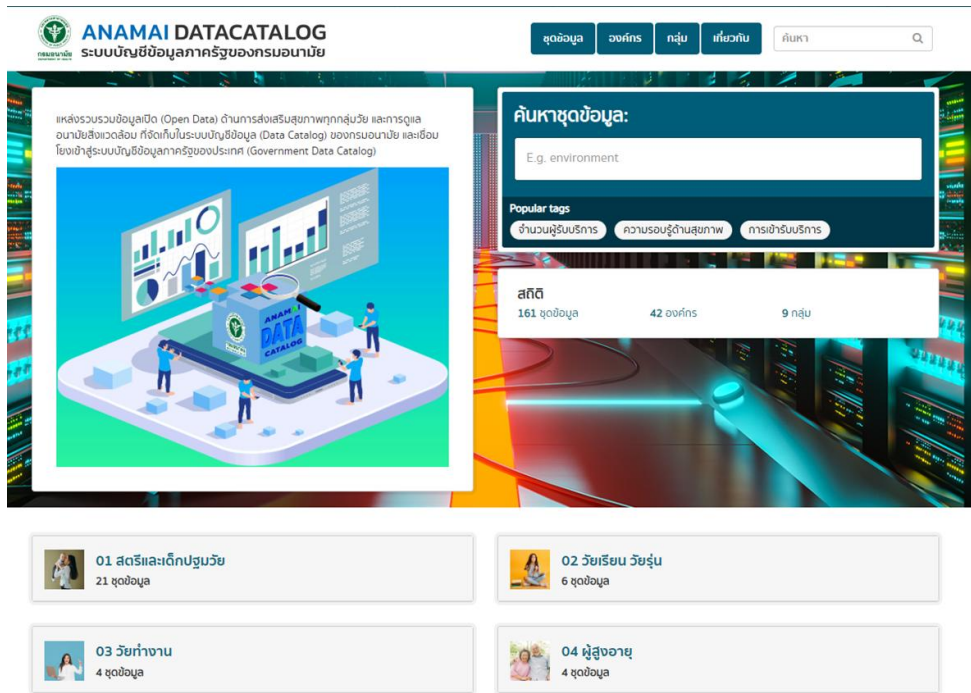 ANAMAI DATACATALOG
ระบบบัญชีข้อมูลภาครัฐของกรมอนามัย
กรมอนามัย
ชุดข้อมูล
องค์กร
กลุ่ม
เกี่ยวกับ
ค้นหา
แหล่งรวบรวมข้อมูลเปิด (Open Data) ด้านการส่งเสริมสุขภาพทุกกลุ่มวัย และการดูแล
อนามัยสิ่งแวดล้อม ที่จัดเก็บในระบบบัญชีข้อมูล (Data Catalog) ของกรมอนามัย และเชื่อม
โยงเข้าสู่ระบบบัญชีข้อมูลภาครัฐของประเทศ (Government Data Catalog)
ANAMAI
DATA
CATALOG
ค้นหาชุดข้อมูล:
E.g. environment
Popular tags
จำนวนผู้รับบริการ
ความรอบรู้ด้านสุขภาพ
การเข้ารับบริการ
สถิติ
161 ชุดข้อมูล
42 องค์กร
9 กลุ่ม
01 สตรีและเด็กปฐมวัย
21 ชุดข้อมูล
02 วัยเรียน วัยรุ่น
6 ชุดข้อมูล
03 วัยทำงาน
4 ชุดข้อมูล
04 ผู้สูงอายุ
4 ชุดข้อมูล